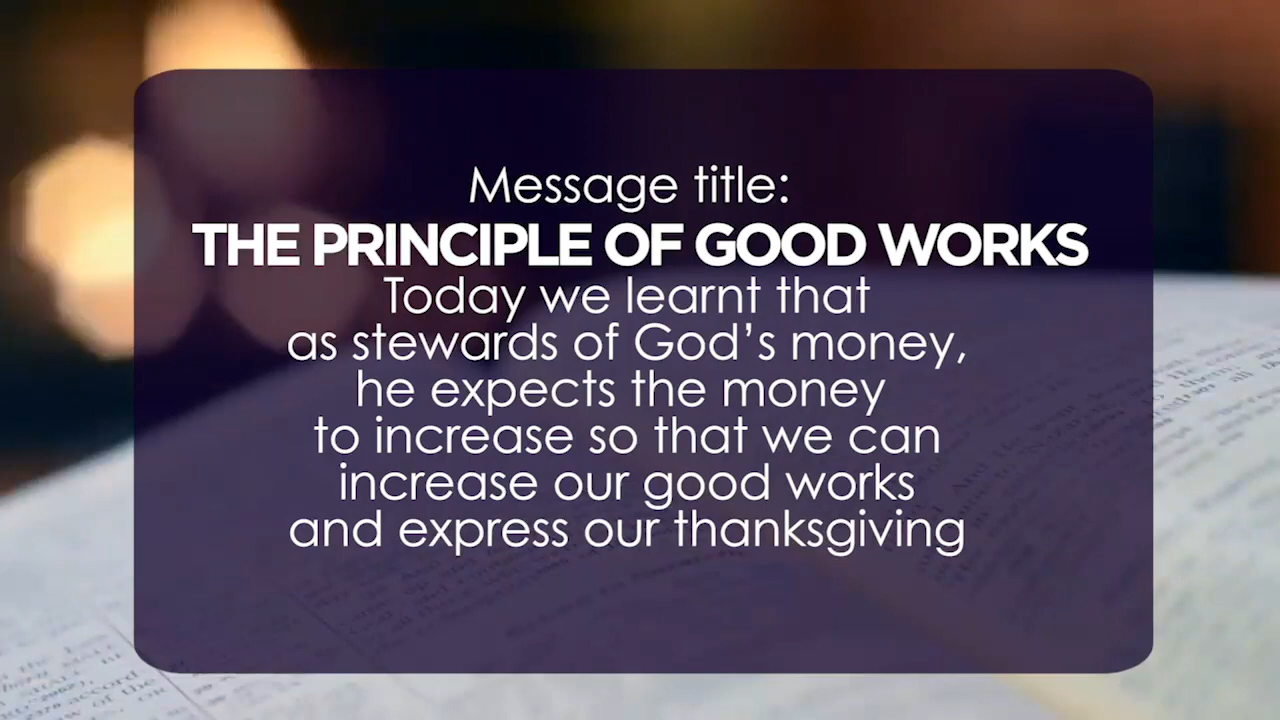 Message title:
THE PRINCIPLE OF GOOD WORKS
Today we learnt that
as stewards of God's money,
he expects the money
to increase so that we can
increase our good works
and express our thanksgiving